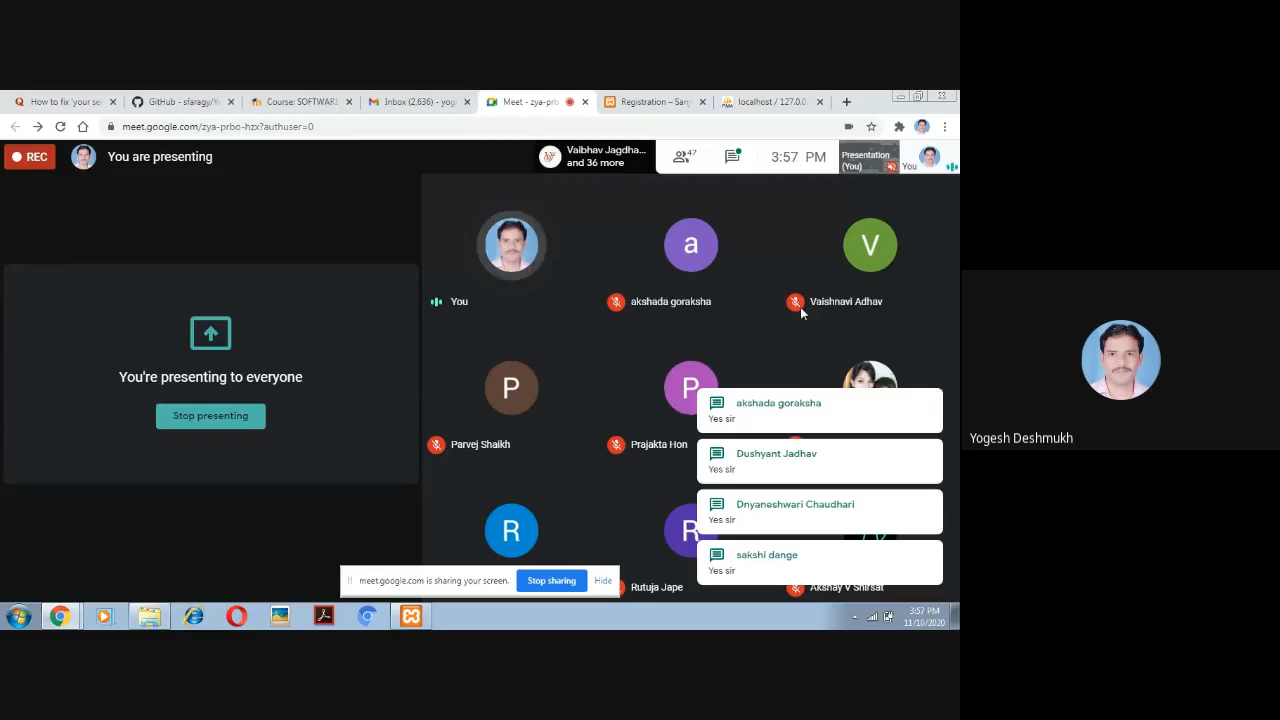 How to fix 'your se
GitHub - sfaragy/Yo
Course: SOFTWARE
Inbox (2,636) - yog
Meet - zya-prb
Registration – Sanj
localhost / 127.0.0.
meet.google.com/zya-prbo-hzx?authuser=0
REC
You are presenting
Vaibhav Jagdha...
and 36 more
47
3:57 PM
Presentation
(You)
You
a
V
You
akshada goraksha
Vaishnavi Adhav
You're presenting to everyone
Stop presenting
P
P
Parvej Shaikh
Prajakta Hon
akshada goraksha
Yes sir
Dushyant Jadhav
Yes sir
Dnyaneshwari Chaudhari
Yes sir
sakshi dange
Yes sir
Yogesh Deshmukh
R
R
Rutuja Jape
Akshay V Shirsat
meet.google.com is sharing your screen.
Stop sharing
Hide
3:57 PM
11/10/2020